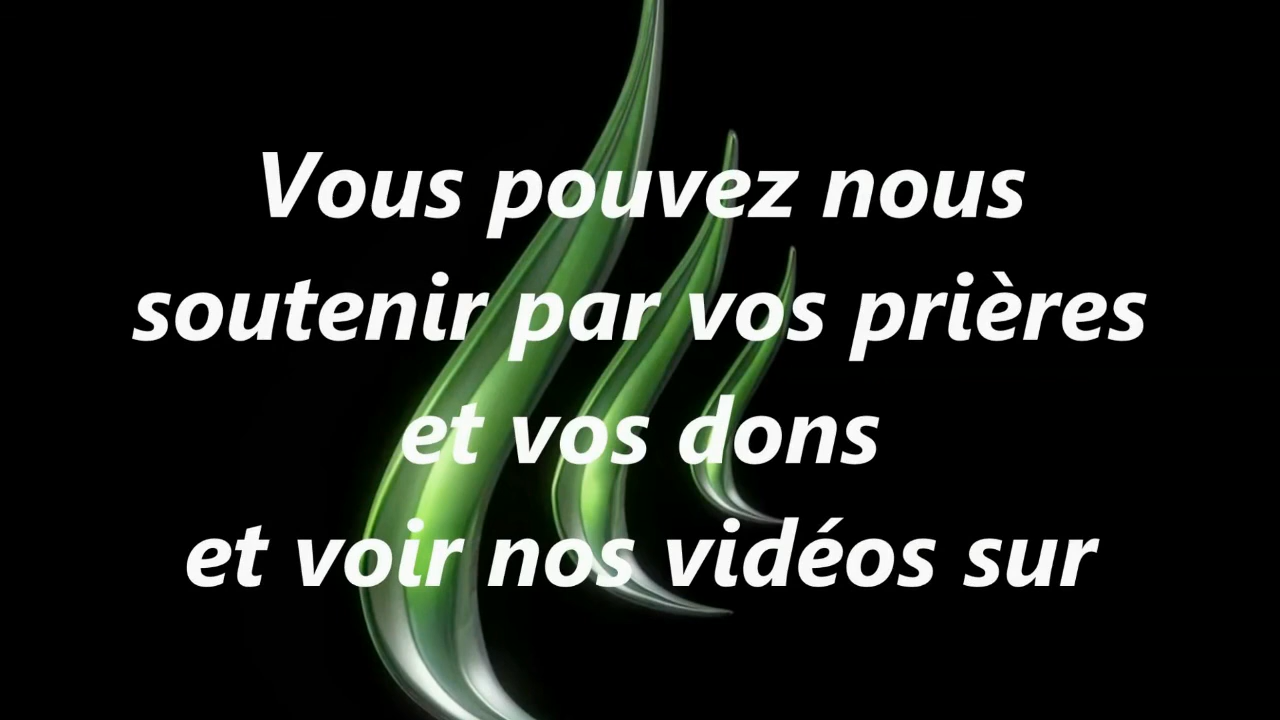 Vous pouvez nous
soutenir par vos prières
et vos dons
et voir nos vidéos sur